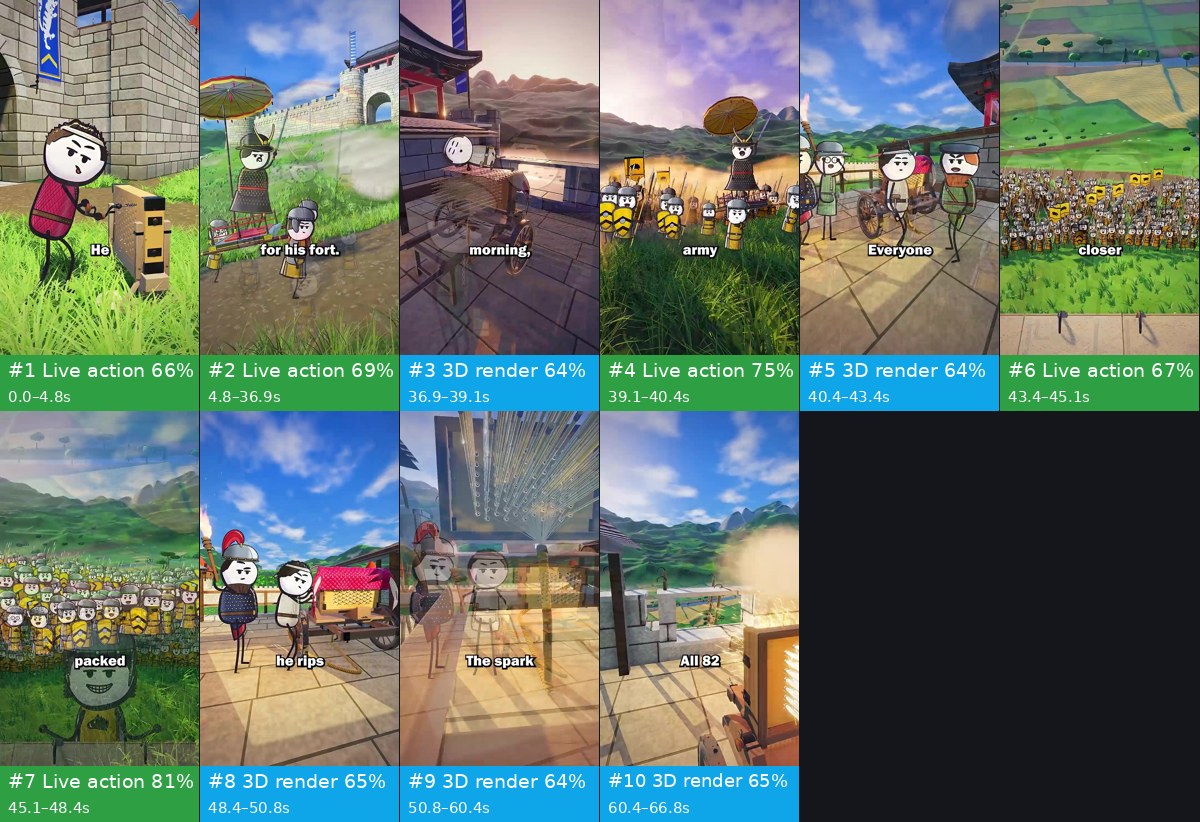 He
for his fort.
morning,
army
Everyone
closer
#1 Live action 66%
0.0–4.8s
#2 Live action 69%
4.8–36.9s
#3 3D render 64%
36.9–39.1s
#4 Live action 75%
39.1–40.4s
#5 3D render 64%
40.4–43.4s
#6 Live action 67%
43.4–45.1s
packed
he rips
The spark
All 82
#7 Live action 81%
45.1–48.4s
#8 3D render 65%
48.4–50.8s
#9 3D render 64%
50.8–60.4s
#10 3D render 65%
60.4–66.8s